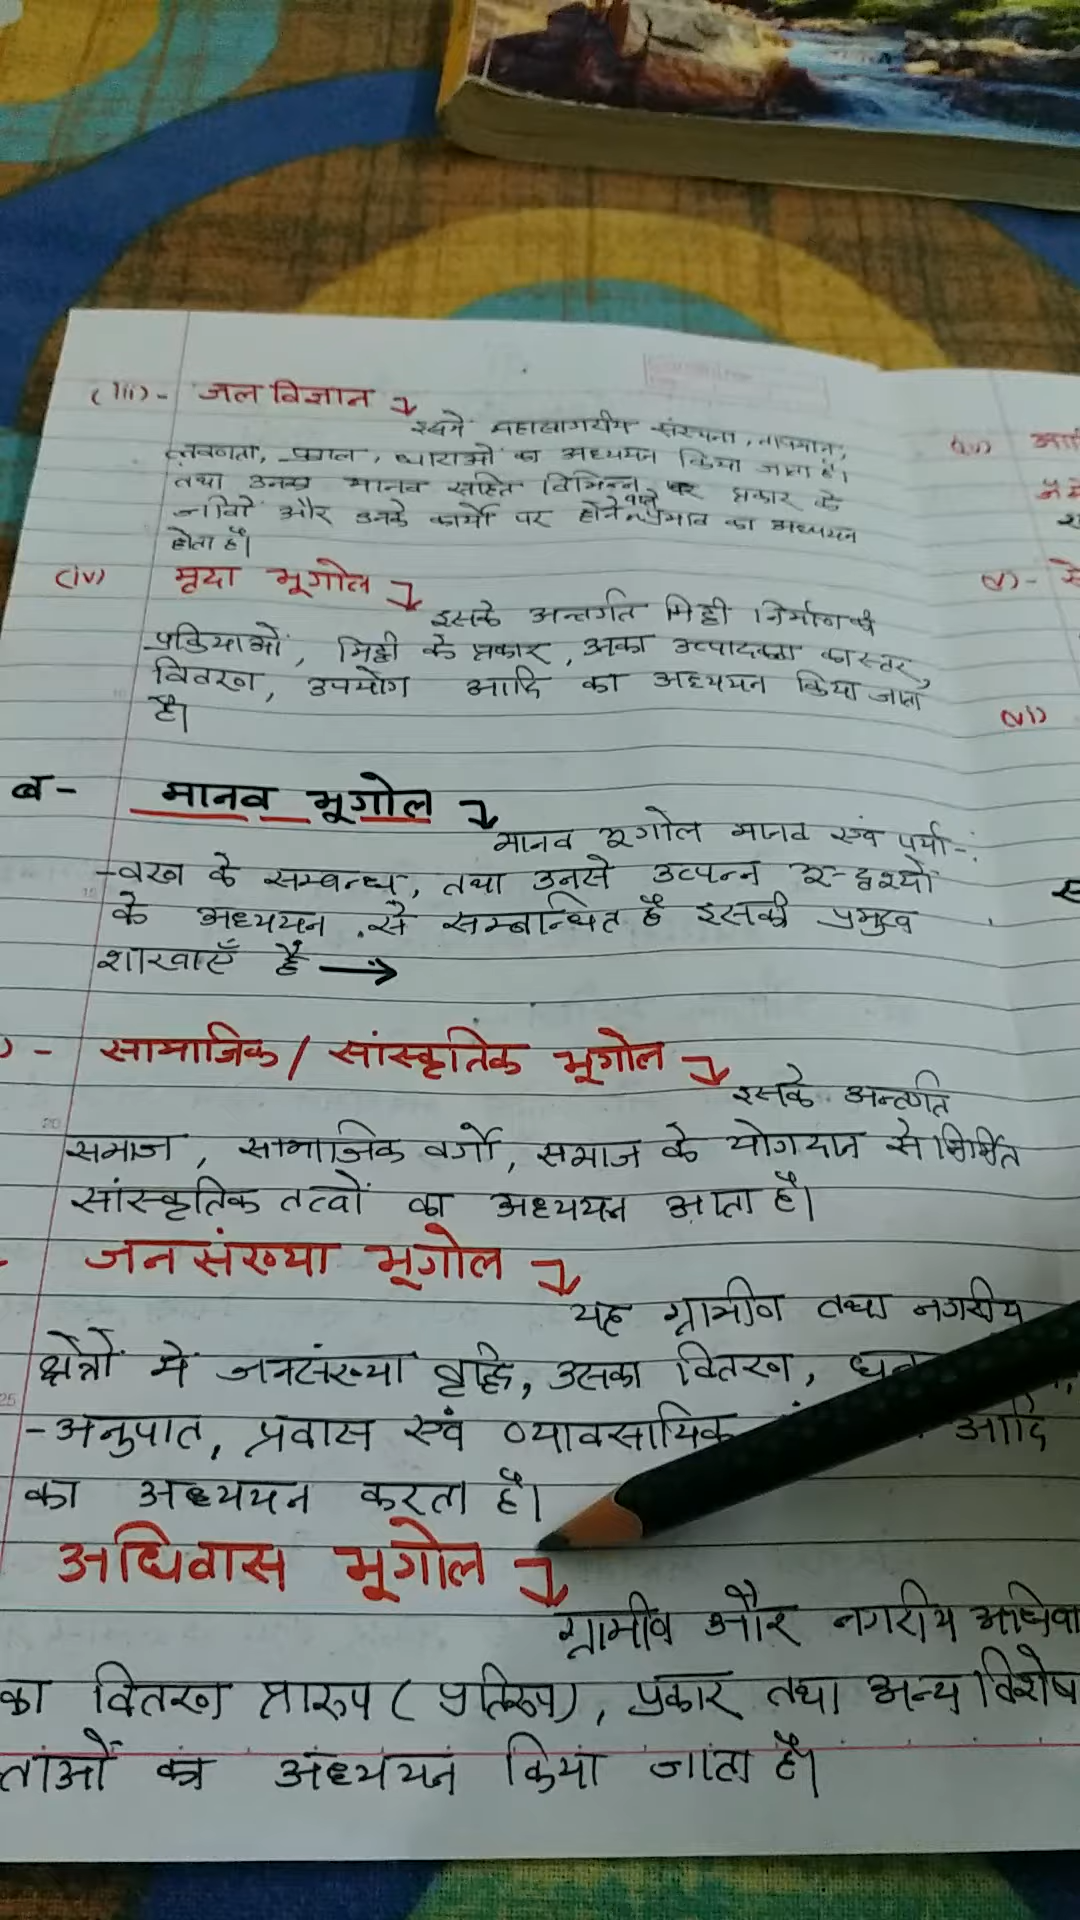 (iii)- जल विज्ञान
इसमें महासागरीय संरचना, तापमान,
लवणता, धाराओं का अध्ययन किया जाता है।
तथा उनका मानव सहित विभिन्न प्रकार के
जीवों और उनके कार्यो पर होने वाले प्रभाव का अध्ययन
होता है।
(iv) मृदा भूगोल
इसके अन्तर्गत मिट्टी निर्माण की
प्रक्रियाओं, मिट्टी के प्रकार, उत्पादकता का स्तर,
वितरण, उपयोग आदि का अध्ययन किया जाता
है।
ब- मानव भूगोल
मानव भूगोल मानव एवं पर्या-
-वरण के सम्बन्ध, तथा उनसे उत्पन्न भू-दृश्यों
के अध्ययन से सम्बान्धित है इसकी प्रमुख
शाखाएँ हैं →
)- सामाजिक/सांस्कृतिक भूगोल
इसके अन्तर्गत
समाज, सामाजिक वर्गो, समाज के योगदान से निर्मित
सांस्कृतिक तत्वों का अध्ययन आता है।
जनसंख्या भूगोल
यह ग्रामीण तथा नगरीय
क्षेत्रों में जनसंख्या वृद्धि, उसका वितरण,
-अनुपात, प्रवास एवं व्यावसायिक आदि
का अध्ययन करता है।
अधिवास भूगोल
ग्रामीण और नगरीय अधिवा
का वितरण प्रारुप (प्रतिरुप), प्रकार तथा अन्य विशेष
ताओं का अध्ययन किया जाता है।
(iv)
(v)-
(vi)